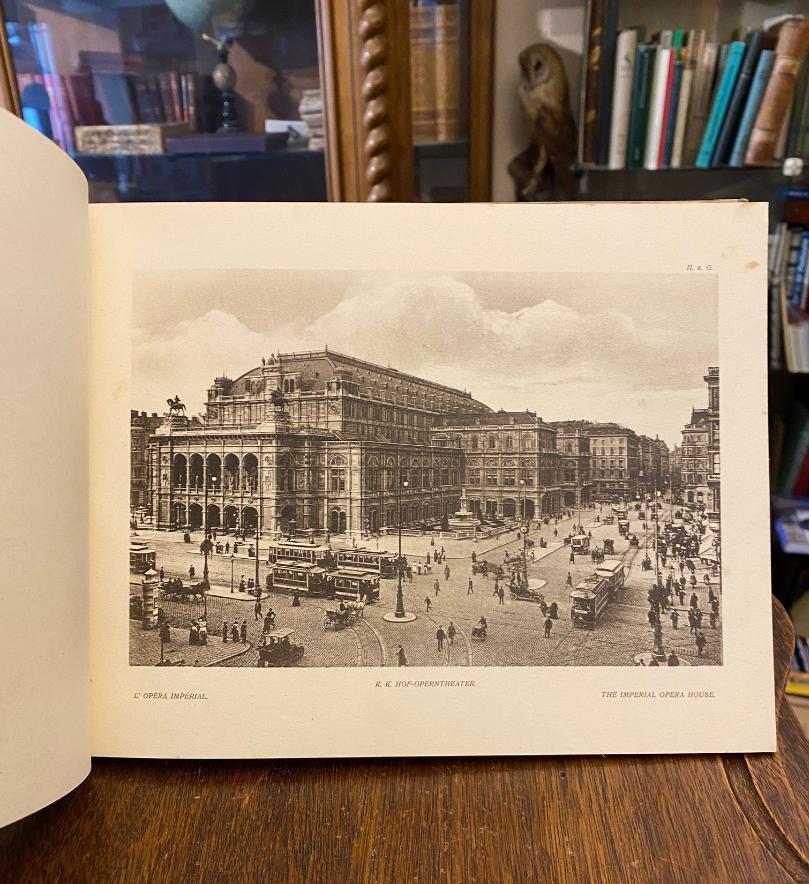 H. u. G.
K. K. HOF-OPERNTHEATER.
L' OPÉRA IMPÉRIAL.
THE IMPERIAL OPERA HOUSE.